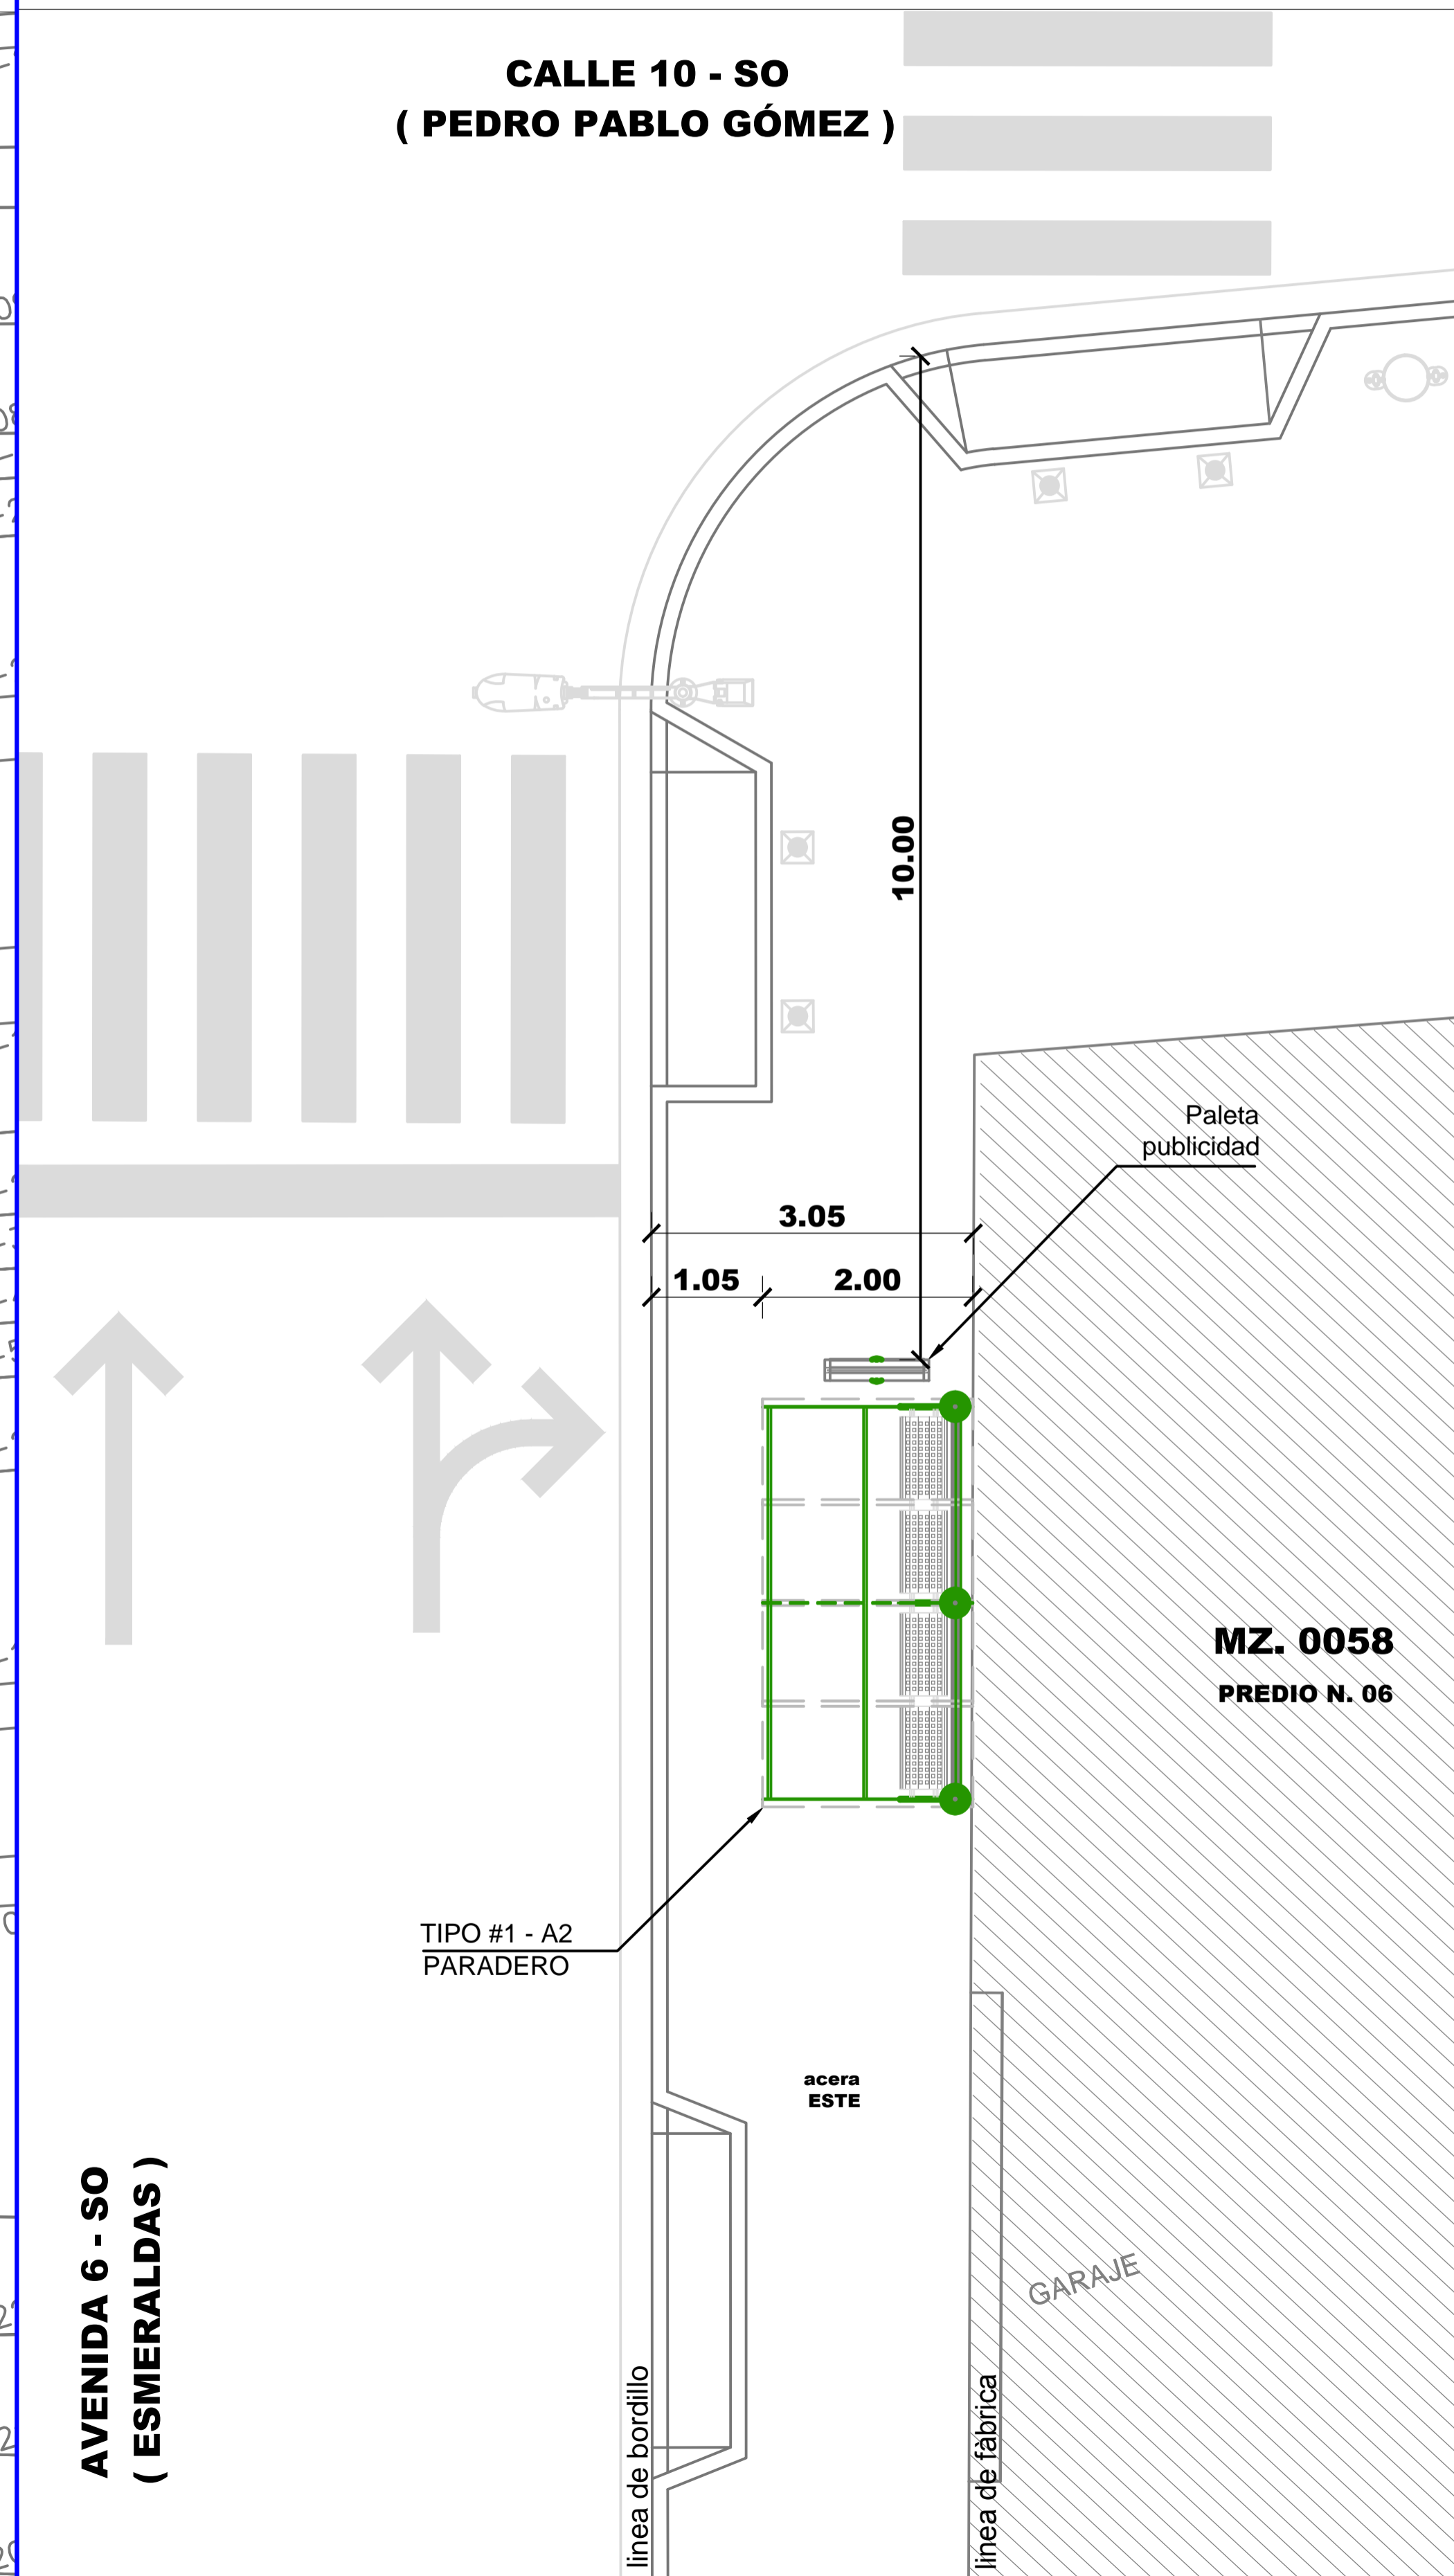 CALLE 10 - SO
( PEDRO PABLO GÓMEZ )
10.00
Paleta
publicidad
3.05
1.05
2.00
MZ. 0058
PREDIO N. 06
TIPO #1 - A2
PARADERO
acera
ESTE
AVENIDA 6 - SO
( ESMERALDAS )
GARAJE
linea de bordillo
linea de fàbrica